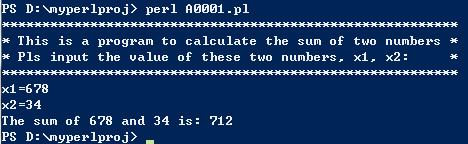 PS D:\myperlproj> perl A0001.pl
*********************************************************
* This is a program to calculate the sum of two numbers *
* Pls input the value of these two numbers, x1, x2:     *
*********************************************************
x1=678
x2=34
The sum of 678 and 34 is: 712
PS D:\myperlproj> _